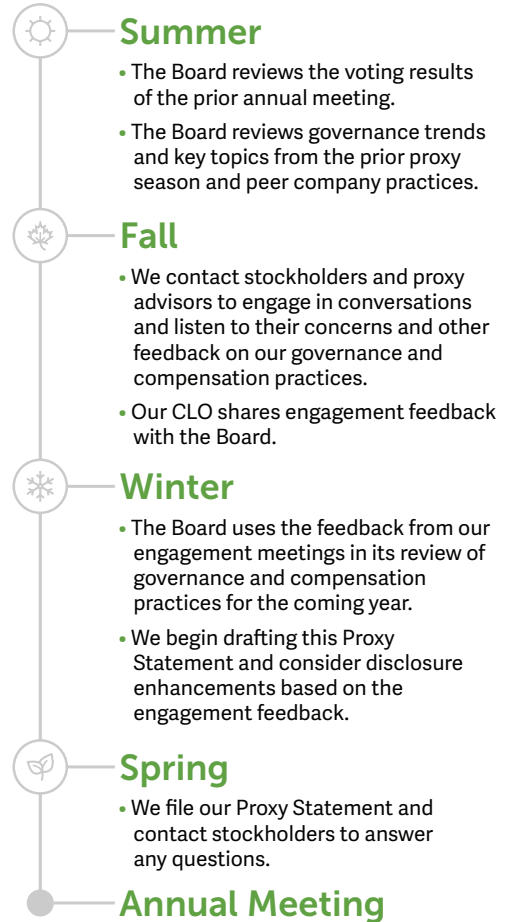 Summer
• The Board reviews the voting results
of the prior annual meeting.
• The Board reviews governance trends
and key topics from the prior proxy
season and peer company practices.
Fall
• We contact stockholders and proxy
advisors to engage in conversations
and listen to their concerns and other
feedback on our governance and
compensation practices.
• Our CLO shares engagement feedback
with the Board.
Winter
• The Board uses the feedback from our
engagement meetings in its review of
governance and compensation
practices for the coming year.
• We begin drafting this Proxy
Statement and consider disclosure
enhancements based on the
engagement feedback.
Spring
• We file our Proxy Statement and
contact stockholders to answer
any questions.
Annual Meeting